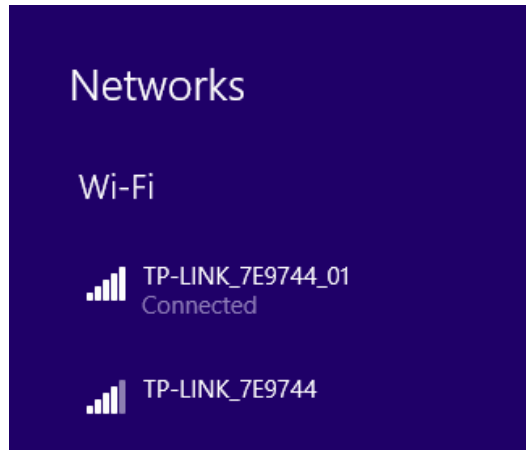 Networks
Wi-Fi
TP-LINK_7E9744_01
Connected
TP-LINK_7E9744